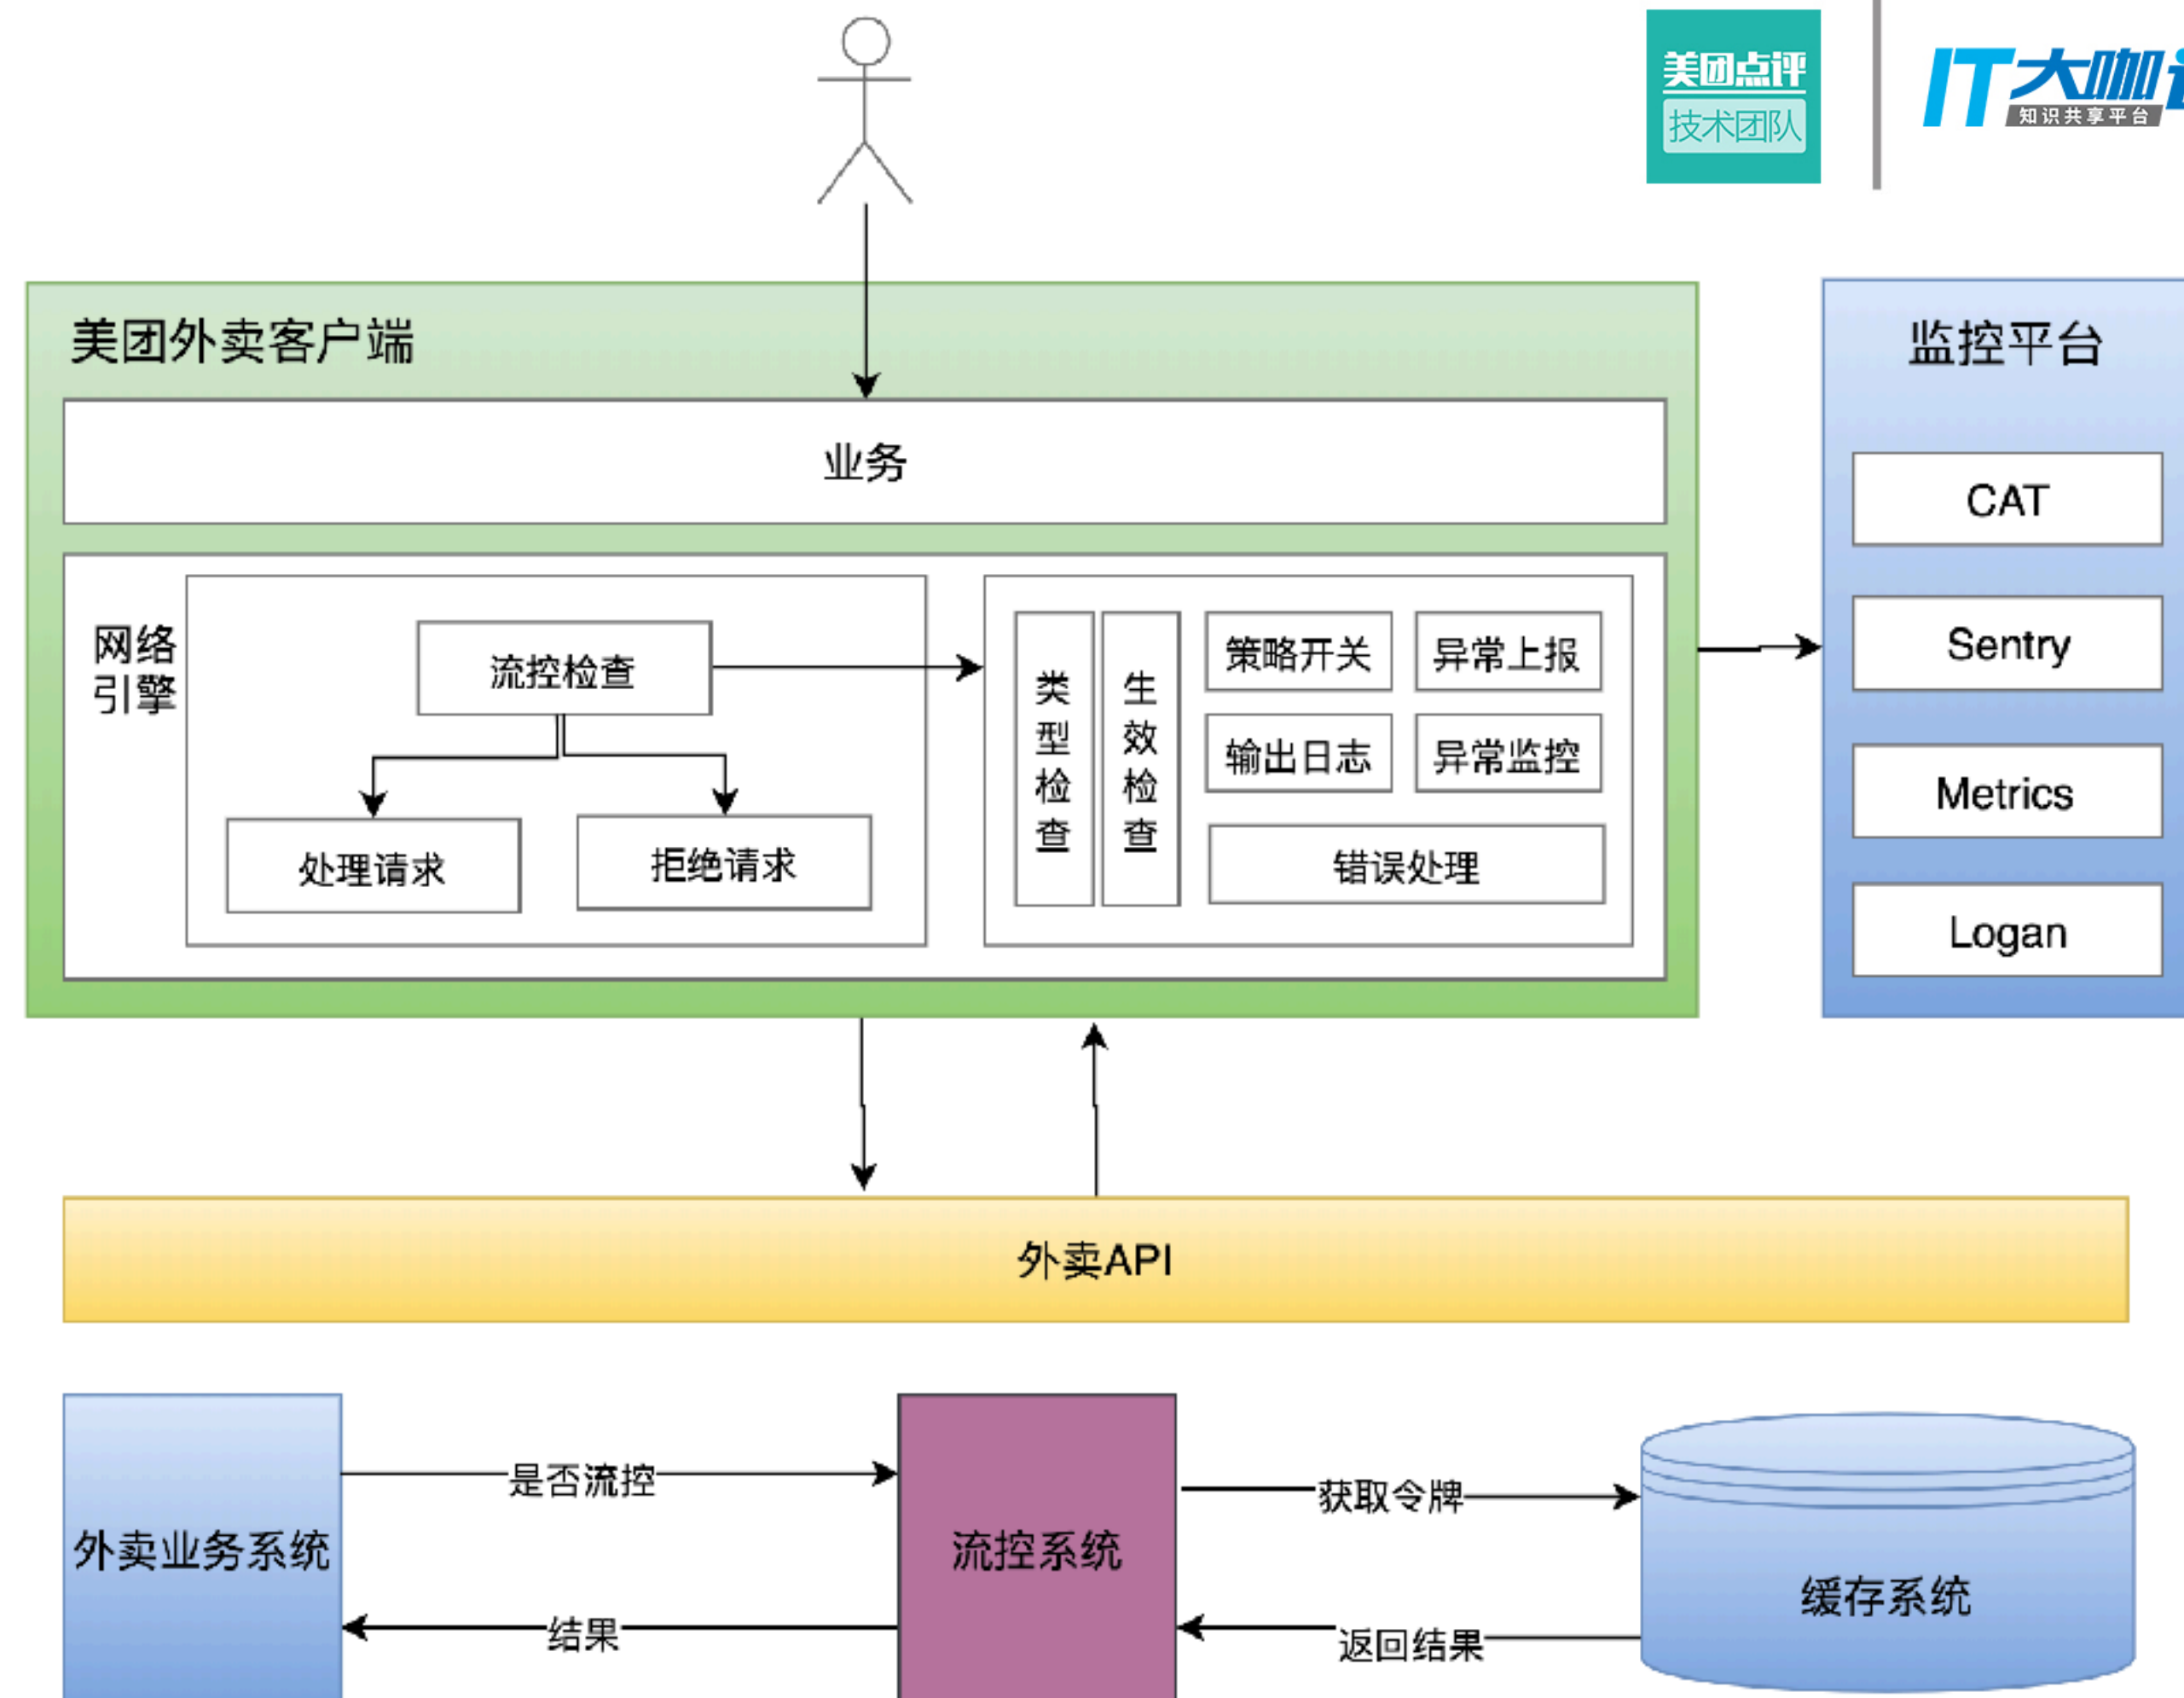 美团点评
技术团队
IT大咖
知识共享平台
美团外卖客户端
业务
网络
引擎
流控检查
处理请求
拒绝请求
类型检查
生效检查
策略开关
异常上报
输出日志
异常监控
错误处理
监控平台
CAT
Sentry
Metrics
Logan
外卖API
外卖业务系统
是否流控
结果
流控系统
获取令牌
返回结果
缓存系统